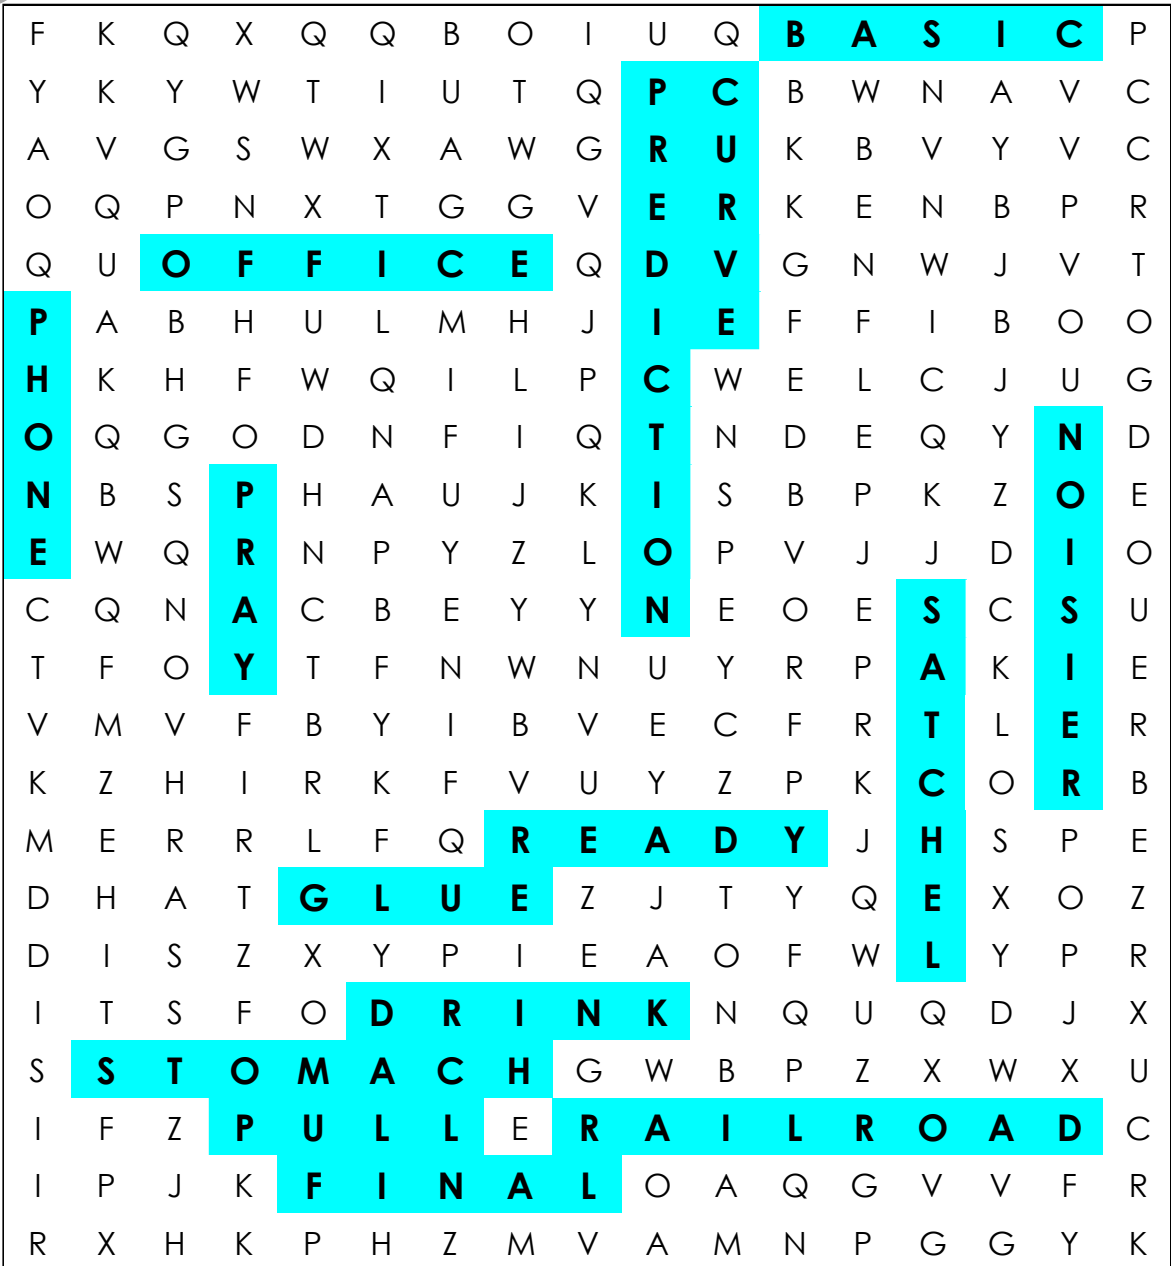 F K Q X Q Q B O I U Q B A S I C P
Y K Y W T I U T Q P C B W N A V C
A V G S W X A W G R U K B V Y V C
O Q P N X T G G V E R K E N B P R
Q U O F F I C E Q D V G N W J V T
P A B H U L M H J I E F F I B O O
H K H F W Q I L P C W E L C J U G
O Q G O D N F I Q T N D E Q Y N D
N B S P H A U J K I S B P K Z O E
E W Q R N P Y Z L O P V J J D I O
C Q N A C B E Y Y N E O E S C S U
T F O Y T F N W N U Y R P A K I E
V M V F B Y I B V E C F R T L E R
K Z H I R K F V U Y Z P K C O R B
M E R R L F Q R E A D Y J H S P E
D H A T G L U E Z J T Y Q E X O Z
D I S Z X Y P I E A O F W L Y P R
I T S F O D R I N K N Q U Q D J X
S S T O M A C H G W B P Z X W X U
I F Z P U L L E R A I L R O A D C
I P J K F I N A L O A Q G V V F R
R X H K P H Z M V A M N P G G Y K